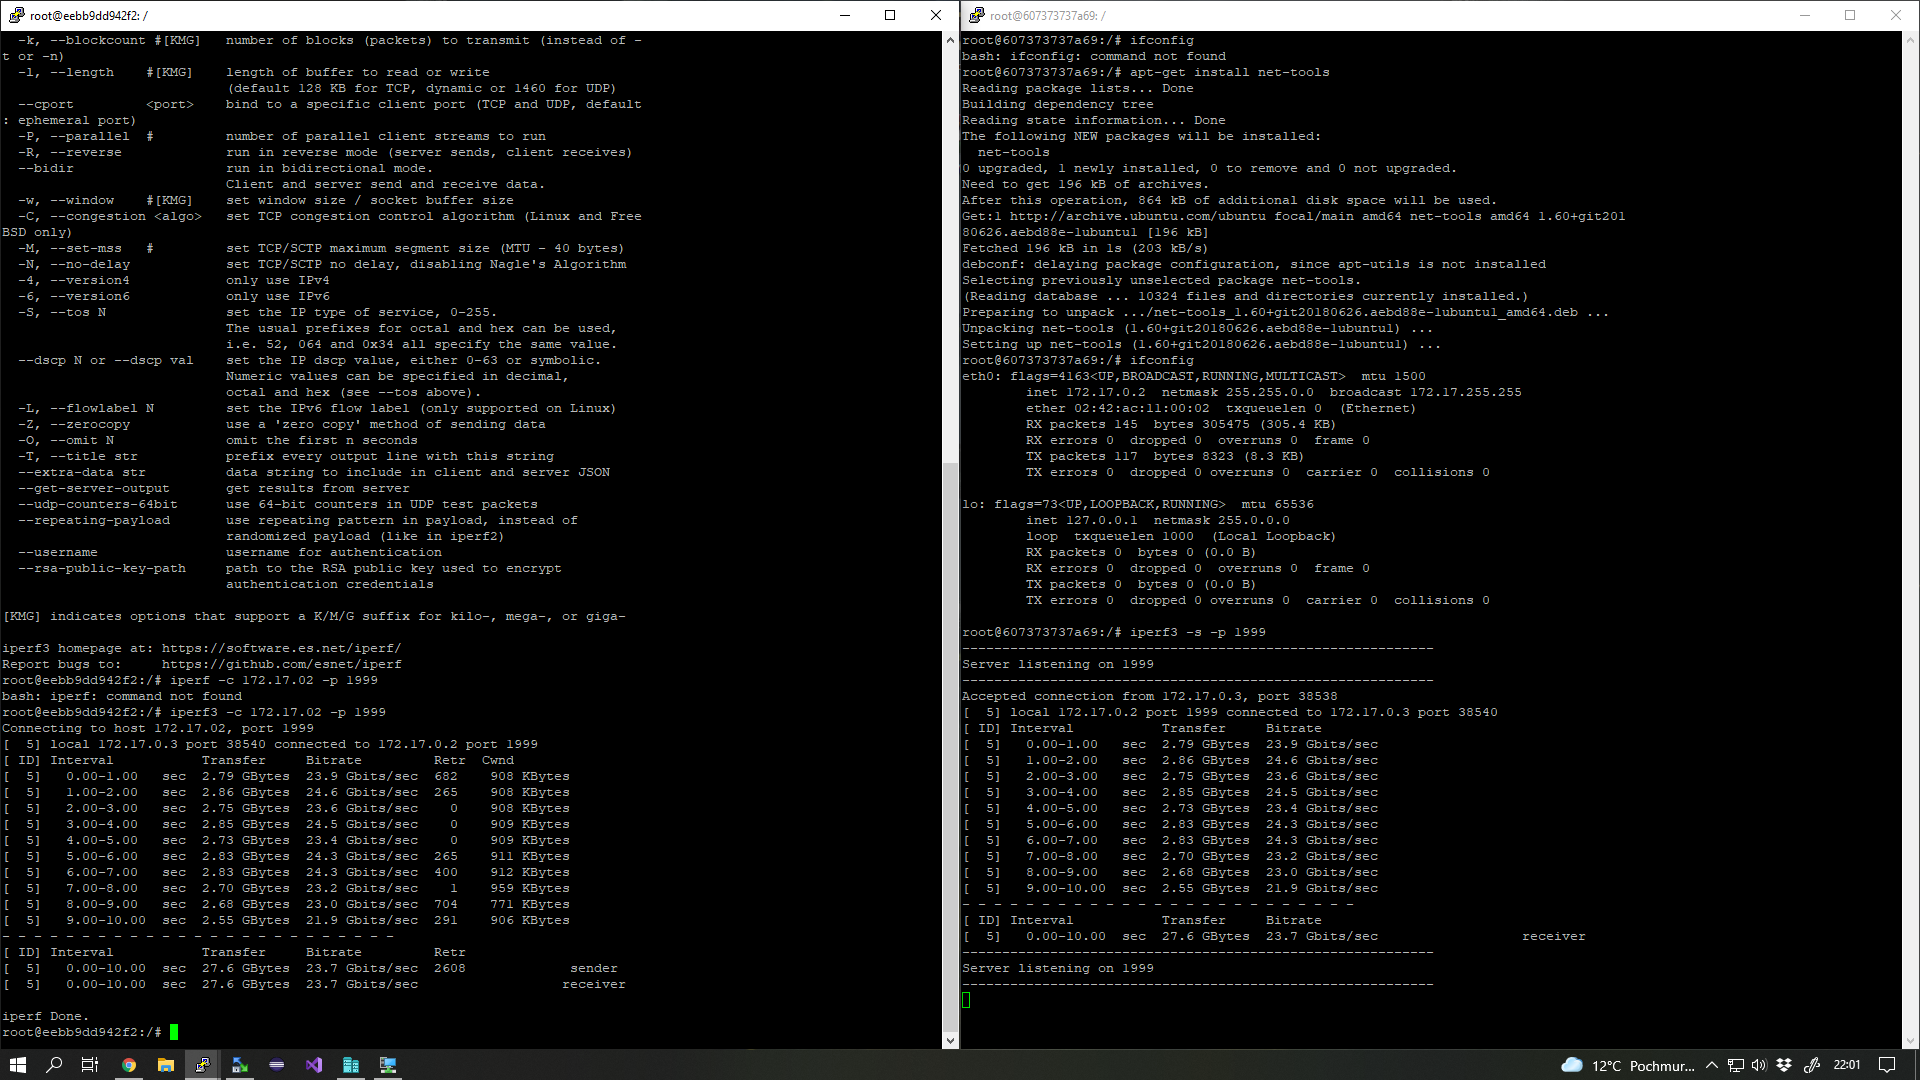 root@eebb9dd942f2: /
  -k, --blockcount #[KMG]   number of blocks (packets) to transmit (instead of -
t or -n)
  -l, --length    #[KMG]    length of buffer to read or write
                            (default 128 KB for TCP, dynamic or 1460 for UDP)
  --cport         <port>    bind to a specific client port (TCP and UDP, default
: ephemeral port)
  -P, --parallel  #         number of parallel client streams to run
  -R, --reverse             run in reverse mode (server sends, client receives)
  --bidir                   run in bidirectional mode.
                            Client and server send and receive data.
  -w, --window    #[KMG]    set window size / socket buffer size
  -C, --congestion <algo>   set TCP congestion control algorithm (Linux and Free
BSD only)
  -M, --set-mss   #         set TCP/SCTP maximum segment size (MTU - 40 bytes)
  -N, --no-delay            set TCP/SCTP no delay, disabling Nagle's Algorithm
  -4, --version4            only use IPv4
  -6, --version6            only use IPv6
  -S, --tos N               set the IP type of service, 0-255.
                            The usual prefixes for octal and hex can be used,
                            i.e. 52, 064 and 0x34 all specify the same value.
  --dscp N or --dscp val    set the IP dscp value, either 0-63 or symbolic.
                            Numeric values can be specified in decimal,
                            octal and hex (see --tos above).
  -L, --flowlabel N         set the IPv6 flow label (only supported on Linux)
  -Z, --zerocopy            use a 'zero copy' method of sending data
  -O, --omit N              omit the first n seconds
  -T, --title str           prefix every output line with this string
  --extra-data str          data string to include in client and server JSON
  --get-server-output       get results from server
  --udp-counters-64bit      use 64-bit counters in UDP test packets
  --repeating-payload       use repeating pattern in payload, instead of
                            randomized payload (like in iperf2)
  --username                username for authentication
  --rsa-public-key-path     path to the RSA public key used to encrypt
                            authentication credentials
[KMG] indicates options that support a K/M/G suffix for kilo-, mega-, or giga-
iperf3 homepage at: https://software.es.net/iperf/
Report bugs to:     https://github.com/esnet/iperf
root@eebb9dd942f2:/# iperf -c 172.17.02 -p 1999
bash: iperf: command not found
root@eebb9dd942f2:/# iperf3 -c 172.17.02 -p 1999
Connecting to host 172.17.02, port 1999
[  5] local 172.17.0.3 port 38540 connected to 172.17.0.2 port 1999
[ ID] Interval           Transfer     Bitrate         Retr  Cwnd
[  5]   0.00-1.00   sec  2.79 GBytes  23.9 Gbits/sec  682    908 KBytes
[  5]   1.00-2.00   sec  2.86 GBytes  24.6 Gbits/sec  265    908 KBytes
[  5]   2.00-3.00   sec  2.75 GBytes  23.6 Gbits/sec    0    908 KBytes
[  5]   3.00-4.00   sec  2.85 GBytes  24.5 Gbits/sec    0    909 KBytes
[  5]   4.00-5.00   sec  2.73 GBytes  23.4 Gbits/sec    0    909 KBytes
[  5]   5.00-6.00   sec  2.83 GBytes  24.3 Gbits/sec  265    911 KBytes
[  5]   6.00-7.00   sec  2.83 GBytes  24.3 Gbits/sec  400    912 KBytes
[  5]   7.00-8.00   sec  2.70 GBytes  23.2 Gbits/sec    1    959 KBytes
[  5]   8.00-9.00   sec  2.68 GBytes  23.0 Gbits/sec  704    771 KBytes
[  5]   9.00-10.00  sec  2.55 GBytes  21.9 Gbits/sec  291    906 KBytes
- - - - - - - - - - - - - - - - - - - - - - - - -
[ ID] Interval           Transfer     Bitrate         Retr
[  5]   0.00-10.00  sec  27.6 GBytes  23.7 Gbits/sec  2608             sender
[  5]   0.00-10.00  sec  27.6 GBytes  23.7 Gbits/sec                  receiver
iperf Done.
root@eebb9dd942f2:/#
root@607373737a69: /
root@607373737a69:/# ifconfig
bash: ifconfig: command not found
root@607373737a69:/# apt-get install net-tools
Reading package lists... Done
Building dependency tree
Reading state information... Done
The following NEW packages will be installed:
  net-tools
0 upgraded, 1 newly installed, 0 to remove and 0 not upgraded.
Need to get 196 kB of archives.
After this operation, 864 kB of additional disk space will be used.
Get:1 http://archive.ubuntu.com/ubuntu focal/main amd64 net-tools amd64 1.60+git201
80626.aebd88e-1ubuntu1 [196 kB]
Fetched 196 kB in 1s (203 kB/s)
debconf: delaying package configuration, since apt-utils is not installed
Selecting previously unselected package net-tools.
(Reading database ... 10324 files and directories currently installed.)
Preparing to unpack .../net-tools_1.60+git20180626.aebd88e-1ubuntu1_amd64.deb ...
Unpacking net-tools (1.60+git20180626.aebd88e-1ubuntu1) ...
Setting up net-tools (1.60+git20180626.aebd88e-1ubuntu1) ...
root@607373737a69:/# ifconfig
eth0: flags=4163<UP,BROADCAST,RUNNING,MULTICAST>  mtu 1500
        inet 172.17.0.2  netmask 255.255.0.0  broadcast 172.17.255.255
        ether 02:42:ac:11:00:02  txqueuelen 0  (Ethernet)
        RX packets 145  bytes 305475 (305.4 KB)
        RX errors 0  dropped 0  overruns 0  frame 0
        TX packets 117  bytes 8323 (8.3 KB)
        TX errors 0  dropped 0 overruns 0  carrier 0  collisions 0
lo: flags=73<UP,LOOPBACK,RUNNING>  mtu 65536
        inet 127.0.0.1  netmask 255.0.0.0
        loop  txqueuelen 1000  (Local Loopback)
        RX packets 0  bytes 0 (0.0 B)
        RX errors 0  dropped 0  overruns 0  frame 0
        TX packets 0  bytes 0 (0.0 B)
        TX errors 0  dropped 0 overruns 0  carrier 0  collisions 0
root@607373737a69:/# iperf3 -s -p 1999
-----------------------------------------------------------
Server listening on 1999
-----------------------------------------------------------
Accepted connection from 172.17.0.3, port 38538
[  5] local 172.17.0.2 port 1999 connected to 172.17.0.3 port 38540
[ ID] Interval           Transfer     Bitrate
[  5]   0.00-1.00   sec  2.79 GBytes  23.9 Gbits/sec
[  5]   1.00-2.00   sec  2.86 GBytes  24.6 Gbits/sec
[  5]   2.00-3.00   sec  2.75 GBytes  23.6 Gbits/sec
[  5]   3.00-4.00   sec  2.85 GBytes  24.5 Gbits/sec
[  5]   4.00-5.00   sec  2.73 GBytes  23.4 Gbits/sec
[  5]   5.00-6.00   sec  2.83 GBytes  24.3 Gbits/sec
[  5]   6.00-7.00   sec  2.83 GBytes  24.3 Gbits/sec
[  5]   7.00-8.00   sec  2.70 GBytes  23.2 Gbits/sec
[  5]   8.00-9.00   sec  2.68 GBytes  23.0 Gbits/sec
[  5]   9.00-10.00  sec  2.55 GBytes  21.9 Gbits/sec
- - - - - - - - - - - - - - - - - - - - - - - - -
[ ID] Interval           Transfer     Bitrate
[  5]   0.00-10.00  sec  27.6 GBytes  23.7 Gbits/sec                  receiver
-----------------------------------------------------------
Server listening on 1999
-----------------------------------------------------------
12°C Pochmur... 22:01